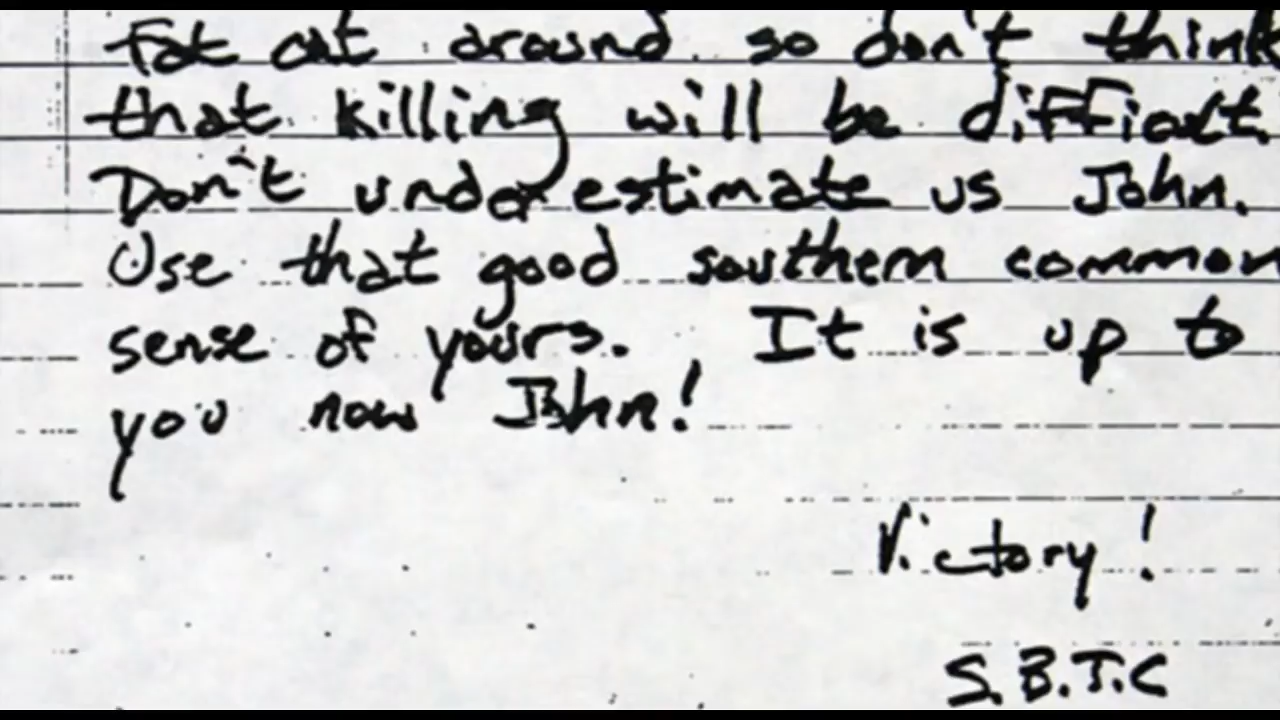 fat cat around so don't think
that killing will be difficult.
Don't underestimate us John.
Use that good southern common
sense of yours. It is up to
you now John!
Victory!
S.B.T.C